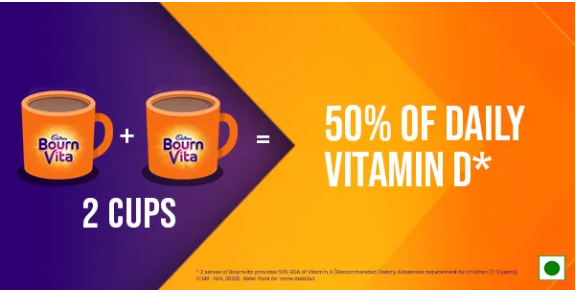 Cadbury
Bourn
Vita
+
Cadbury
Bourn
Vita
=
2 CUPS
50% OF DAILY
VITAMIN D*
* 2 serves of Bournvita provides 50% RDA of Vitamin D (Recommended Dietary Allowance requirement for children (7-9 years),
ICMR -NIN, 2020). Refer Pack for more details.